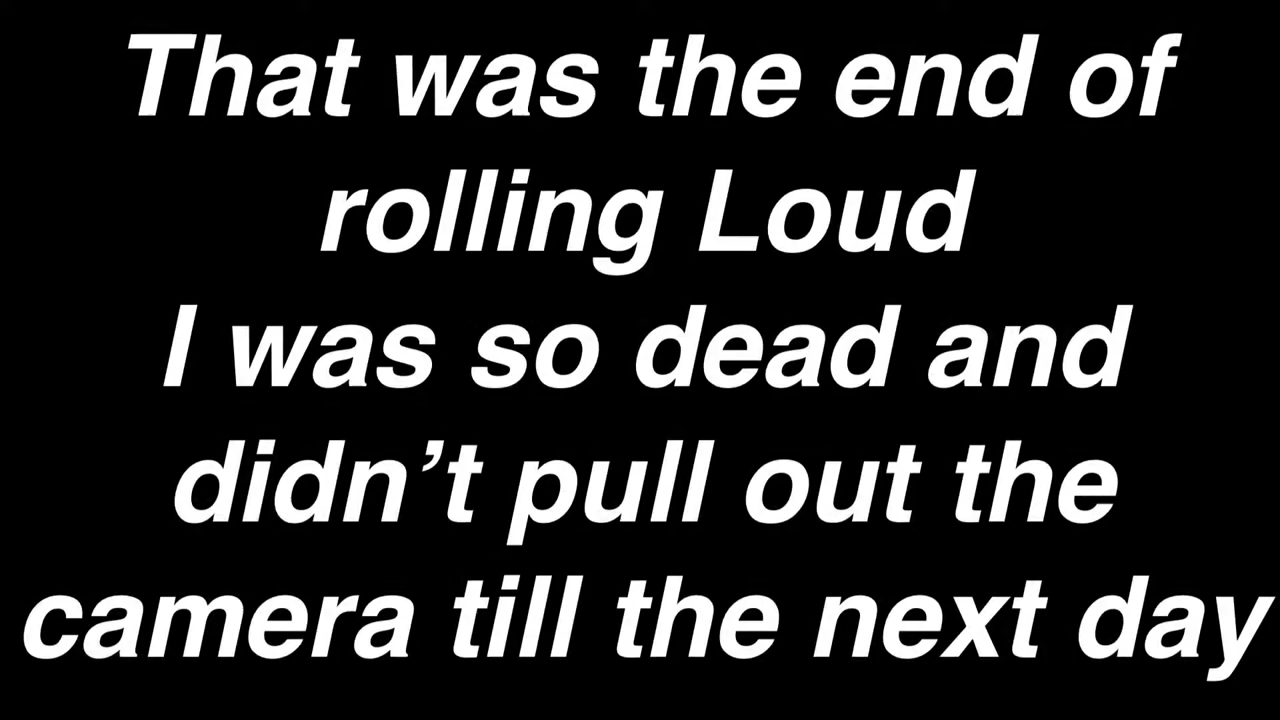 That was the end of
rolling Loud
I was so dead and
didn’t pull out the
camera till the next day